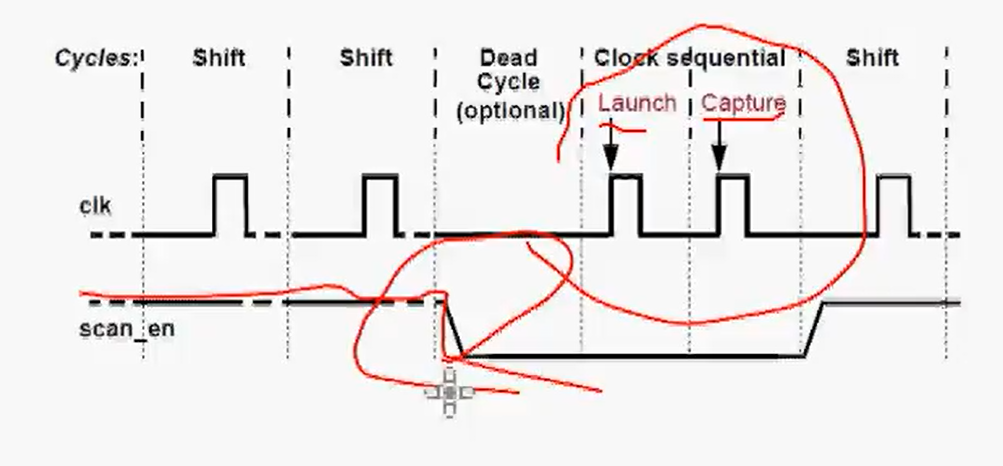 Cycles: Shift Shift Dead Clock sequential Shift
Cycle
(optional) Launch Capture
clk
scan_en